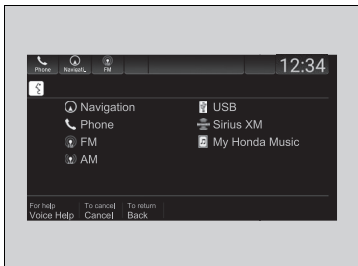 Phone Navigati... FM 12:34
Navigation USB
Phone Sirius XM
FM My Honda Music
AM
For help To cancel To return
Voice Help Cancel Back